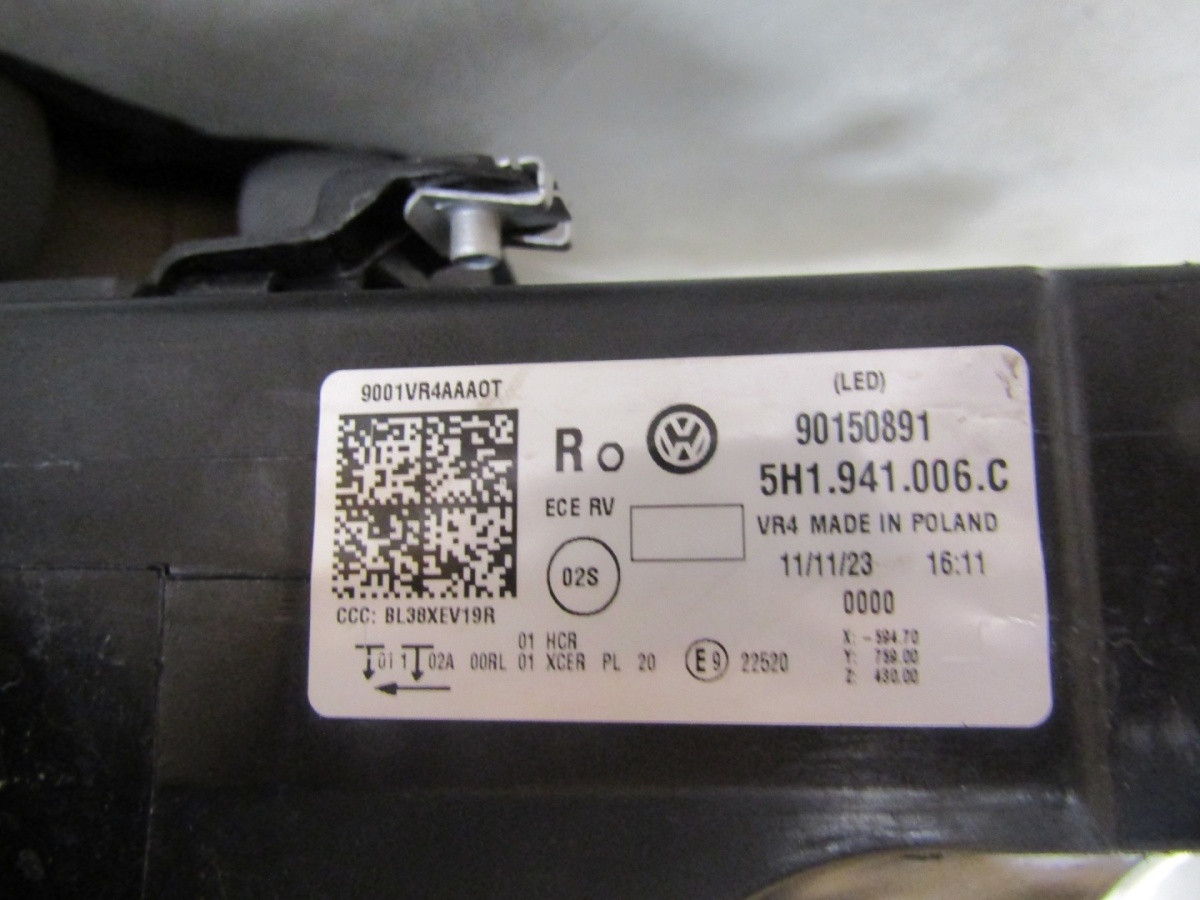 9001VR4AAA0T
(LED)
R
90150891
5H1.941.006.C
ECE RV
VR4 MADE IN POLAND
02S
11/11/23 16:11
0000
CCC: BL38XEV19R
01 HCR
01 1 02A 00RL 01 XCER PL 20
E9 22520
X: -594.70
Y: 759.00
Z: 430.00